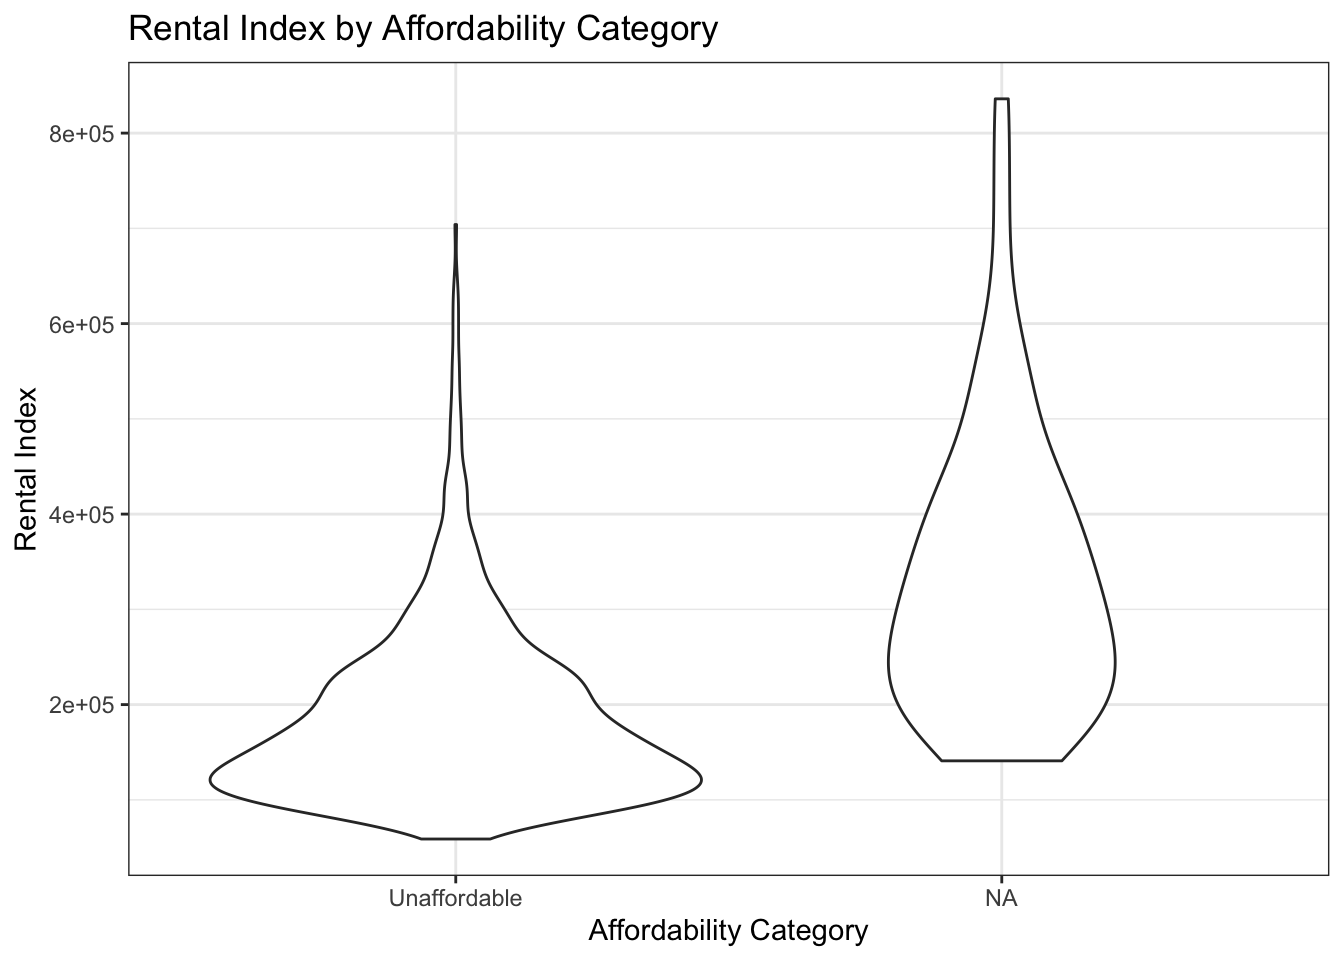 Rental Index by Affordability Category
8e+05
6e+05
4e+05
2e+05
Rental Index
Unaffordable
NA
Affordability Category